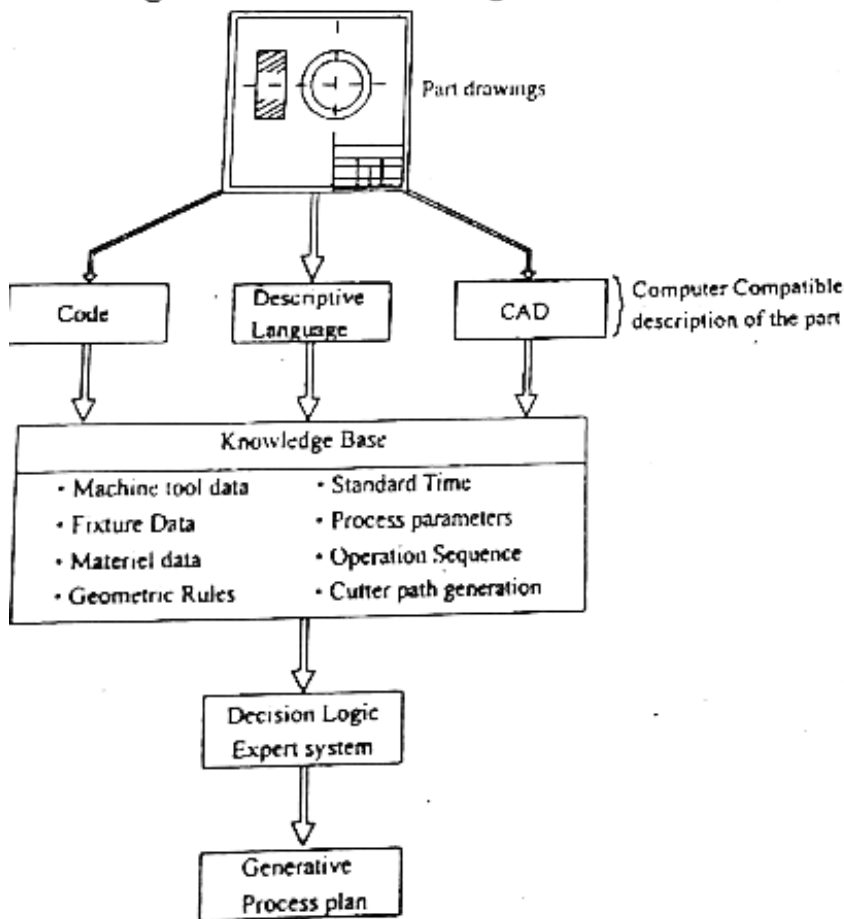 Part drawings
Code
Descriptive
Language
CAD
Computer Compatible
description of the part
Knowledge Base
• Machine tool data
• Fixture Data
• Materiel data
• Geometric Rules
• Standard Time
• Process parameters
• Operation Sequence
• Cutter path generation
Decision Logic
Expert system
Generative
Process plan